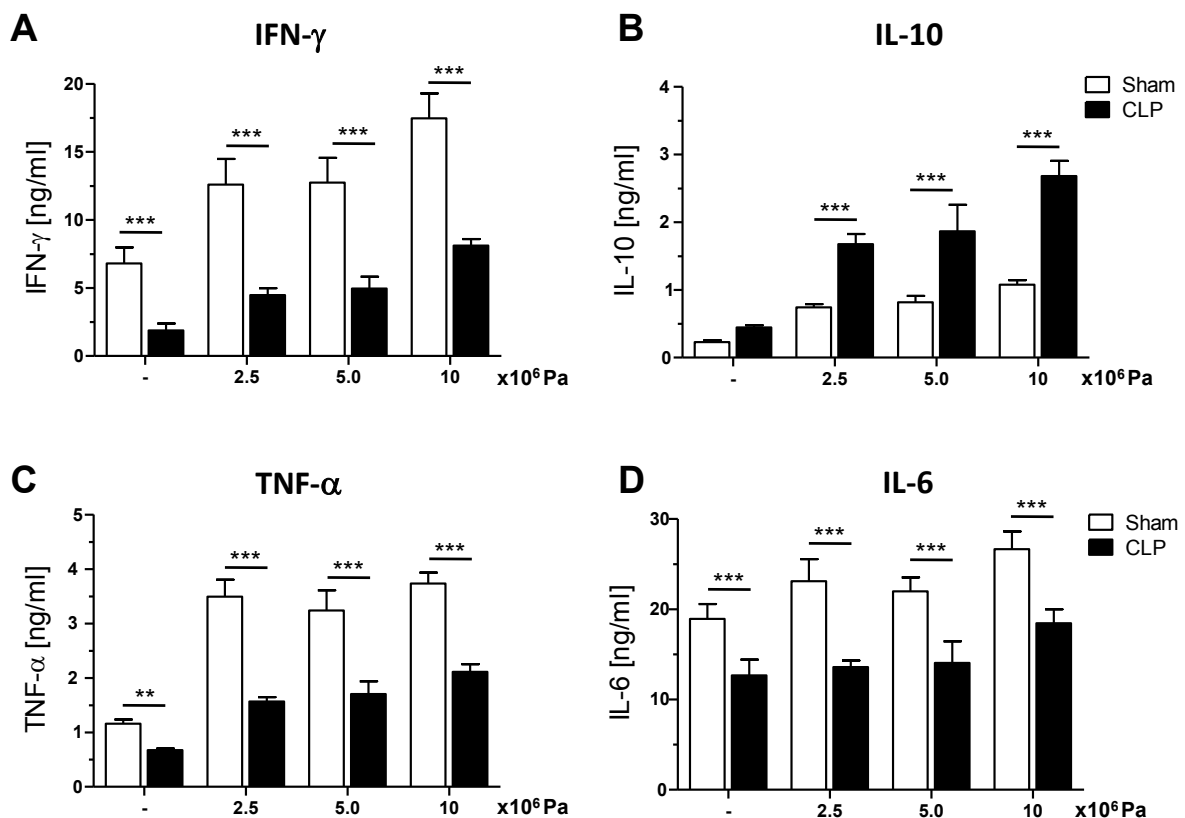 A
IFN-γ
IFN-γ [ng/ml]
20
15
10
5
0
***
***
***
***
- 2.5 5.0 10 x10⁶ Pa
B
IL-10
IL-10 [ng/ml]
4
3
2
1
0
***
***
***
- 2.5 5.0 10 x10⁶ Pa
Sham
CLP
C
TNF-α
TNF-α [ng/ml]
5
4
3
2
1
0
**
***
***
***
- 2.5 5.0 10 x10⁶ Pa
D
IL-6
IL-6 [ng/ml]
30
20
10
0
***
***
***
***
- 2.5 5.0 10 x10⁶ Pa
Sham
CLP